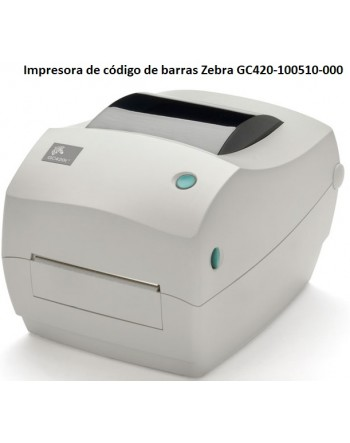 Impresora de código de barras Zebra GC420-100510-000